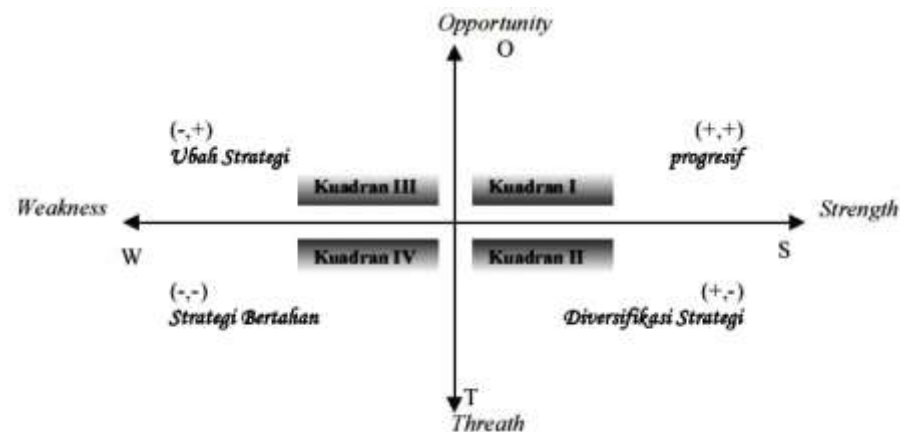 Opportunity
O
(-,+)
Ubah Strategi
(+,+)
progresif
Kuadran III
Kuadran I
Weakness
Strength
W
Kuadran IV
Kuadran II
S
(-,-)
Strategi Bertahan
(+,-)
Diversifikasi Strategi
T
Threath